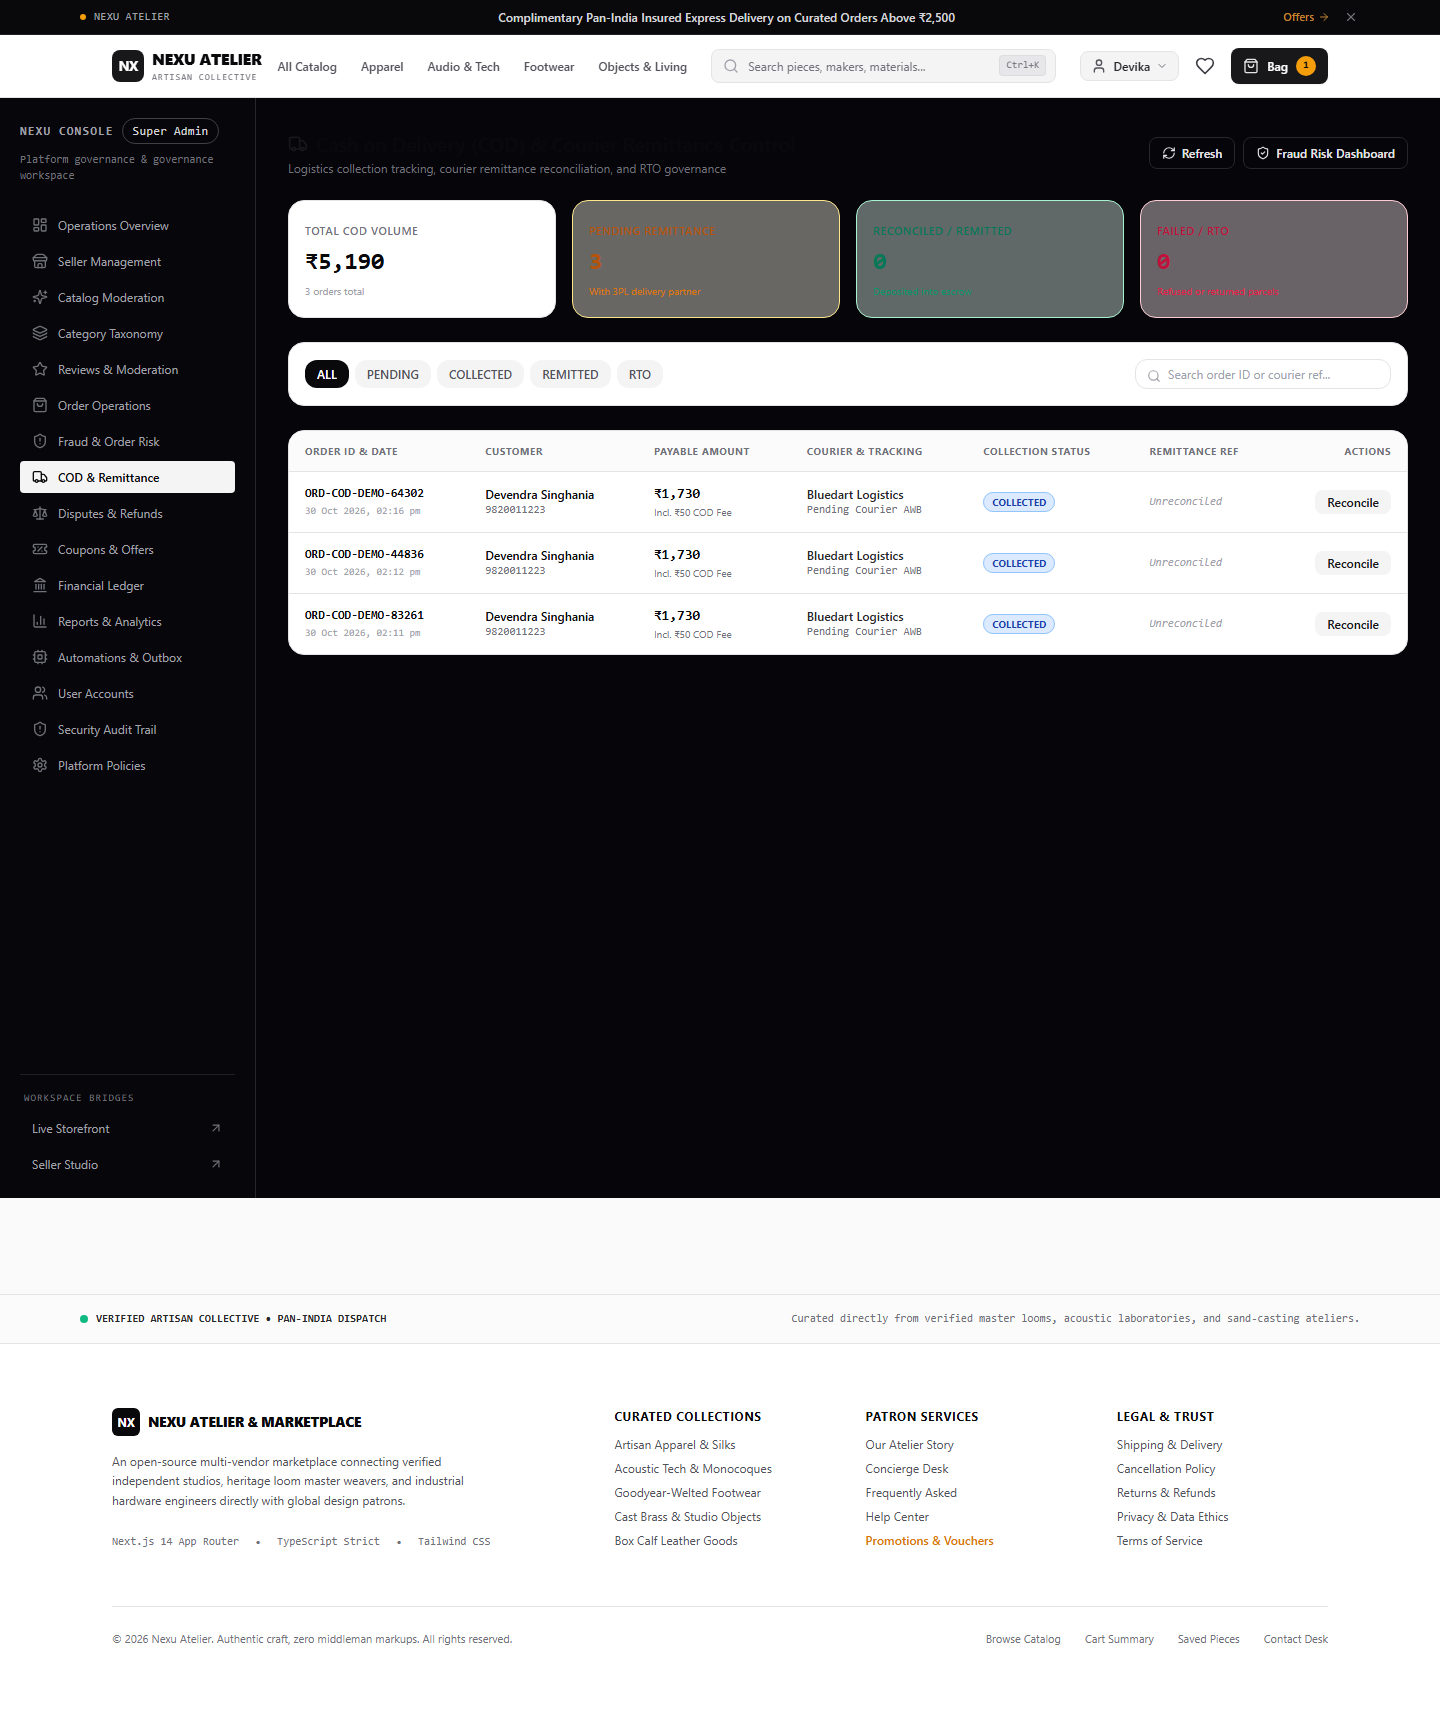 NEXU ATELIER
Complimentary Pan-India Insured Express Delivery on Curated Orders Above ₹2,500
Offers →
NX
NEXU ATELIER
ARTISAN COLLECTIVE
All Catalog
Apparel
Audio & Tech
Footwear
Objects & Living
Search pieces, makers, materials...
Ctrl+K
Devika
Bag
1
NEXU CONSOLE
Super Admin
Platform governance & governance
workspace
Operations Overview
Seller Management
Catalog Moderation
Category Taxonomy
Reviews & Moderation
Order Operations
Fraud & Order Risk
COD & Remittance
Disputes & Refunds
Coupons & Offers
Financial Ledger
Reports & Analytics
Automations & Outbox
User Accounts
Security Audit Trail
Platform Policies
WORKSPACE BRIDGES
Live Storefront
Seller Studio
Cash on Delivery (COD) & Courier Remittance Control
Logistics collection tracking, courier remittance reconciliation, and RTO governance
Refresh
Fraud Risk Dashboard
TOTAL COD VOLUME
₹5,190
3 orders total
PENDING REMITTANCE
3
With 3PL delivery partner
RECONCILED / REMITTED
0
FAILED / RTO
0
Refused or returned parcels
ALL
PENDING
COLLECTED
REMITTED
RTO
Search order ID or courier ref...
ORDER ID & DATE
CUSTOMER
PAYABLE AMOUNT
COURIER & TRACKING
COLLECTION STATUS
REMITTANCE REF
ACTIONS
ORD-COD-DEMO-64302
30 Oct 2026, 02:16 pm
Devendra Singhania
9820011223
₹1,730
Incl. ₹50 COD Fee
Bluedart Logistics
Pending Courier AWB
COLLECTED
Unreconciled
Reconcile
ORD-COD-DEMO-44836
30 Oct 2026, 02:12 pm
Devendra Singhania
9820011223
₹1,730
Incl. ₹50 COD Fee
Bluedart Logistics
Pending Courier AWB
COLLECTED
Unreconciled
Reconcile
ORD-COD-DEMO-83261
30 Oct 2026, 02:11 pm
Devendra Singhania
9820011223
₹1,730
Incl. ₹50 COD Fee
Bluedart Logistics
Pending Courier AWB
COLLECTED
Unreconciled
Reconcile
VERIFIED ARTISAN COLLECTIVE • PAN-INDIA DISPATCH
Curated directly from verified master looms, acoustic laboratories, and sand-casting ateliers.
NX
NEXU ATELIER & MARKETPLACE
An open-source multi-vendor marketplace connecting verified
independent studios, heritage loom master weavers, and industrial
hardware engineers directly with global design patrons.
Next.js 14 App Router • TypeScript Strict • Tailwind CSS
CURATED COLLECTIONS
Artisan Apparel & Silks
Acoustic Tech & Monocoques
Goodyear-Welted Footwear
Cast Brass & Studio Objects
Box Calf Leather Goods
PATRON SERVICES
Our Atelier Story
Concierge Desk
Frequently Asked
Help Center
Promotions & Vouchers
LEGAL & TRUST
Shipping & Delivery
Cancellation Policy
Returns & Refunds
Privacy & Data Ethics
Terms of Service
© 2026 Nexu Atelier. Authentic craft, zero middleman markups. All rights reserved.
Browse Catalog
Cart Summary
Saved Pieces
Contact Desk